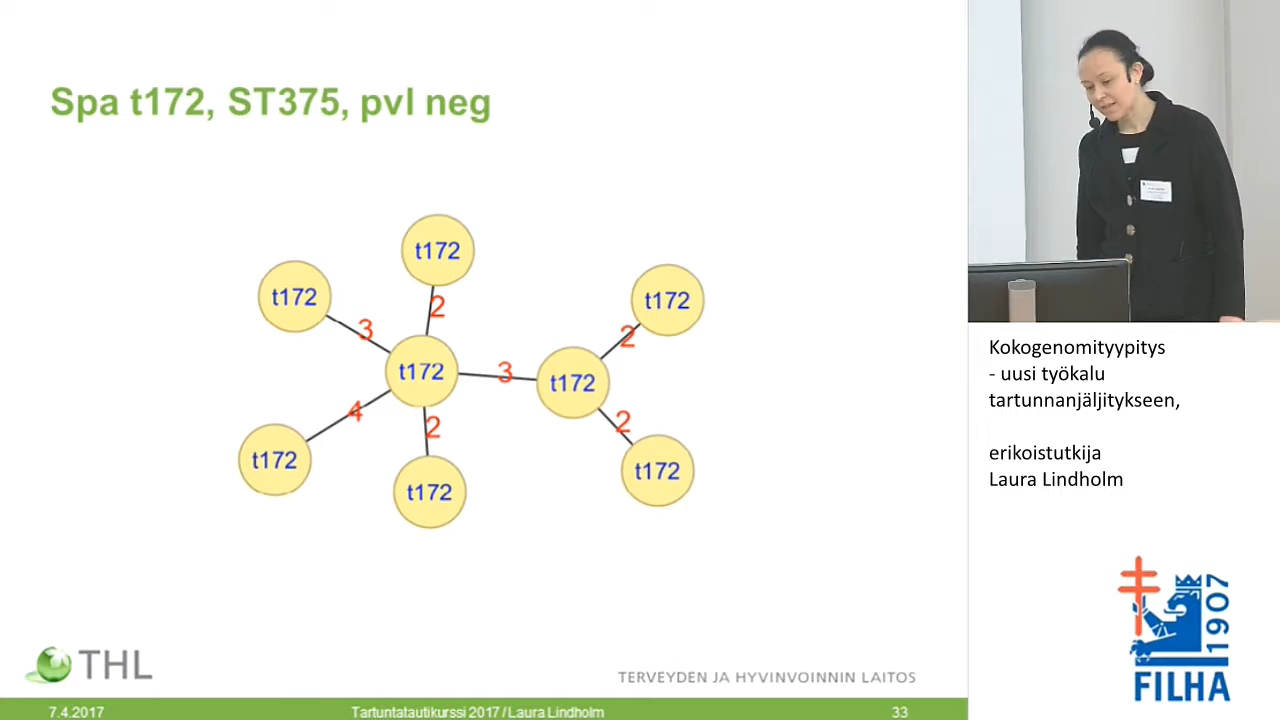 Spa t172, ST375, pvl neg
t172
t172
t172
2
3
2
t172
3
t172
4
2
2
t172
t172
t172
THL
TERVEYDEN JA HYVINVOINNIN LAITOS
7.4.2017
Tartuntatautikurssi 2017 / Laura Lindholm
33
Kokogenomityypitys
- uusi työkalu
tartunnanjäljitykseen,
erikoistutkija
Laura Lindholm
1907
FILHA